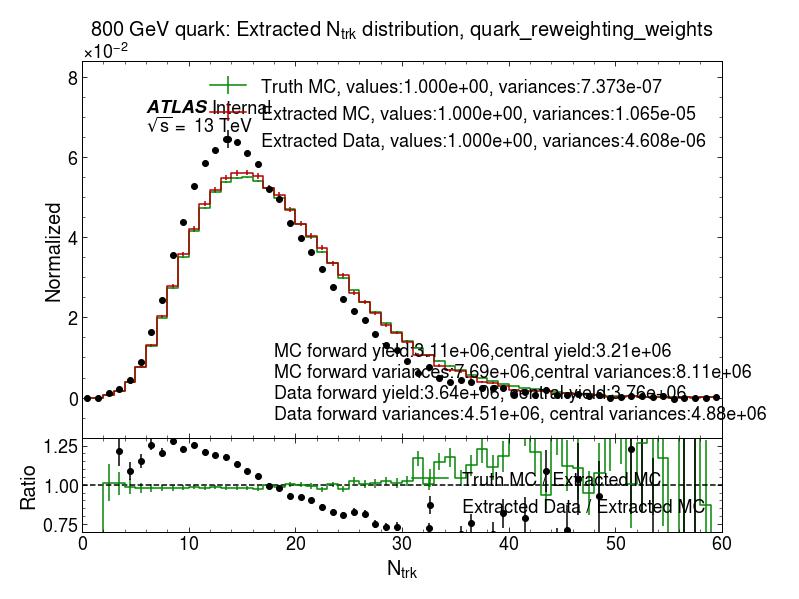 800 GeV quark: Extracted N_trk distribution, quark_reweighting_weights
×10⁻²
Truth MC, values:1.000e+00, variances:7.373e-07
ATLAS Internal
Extracted MC, values:1.000e+00, variances:1.065e-05
√s = 13 TeV
Extracted Data, values:1.000e+00, variances:4.608e-06
8
6
4
2
0
Normalized
MC forward yield:3.11e+06,central yield:3.21e+06
MC forward variances:7.69e+06,central variances:8.11e+06
Data forward yield:3.64e+06, central yield:3.76e+06
Data forward variances:4.51e+06, central variances:4.88e+06
1.25
1.00
0.75
Ratio
Truth MC / Extracted MC
Extracted Data / Extracted MC
0 10 20 30 40 50 60
N_trk